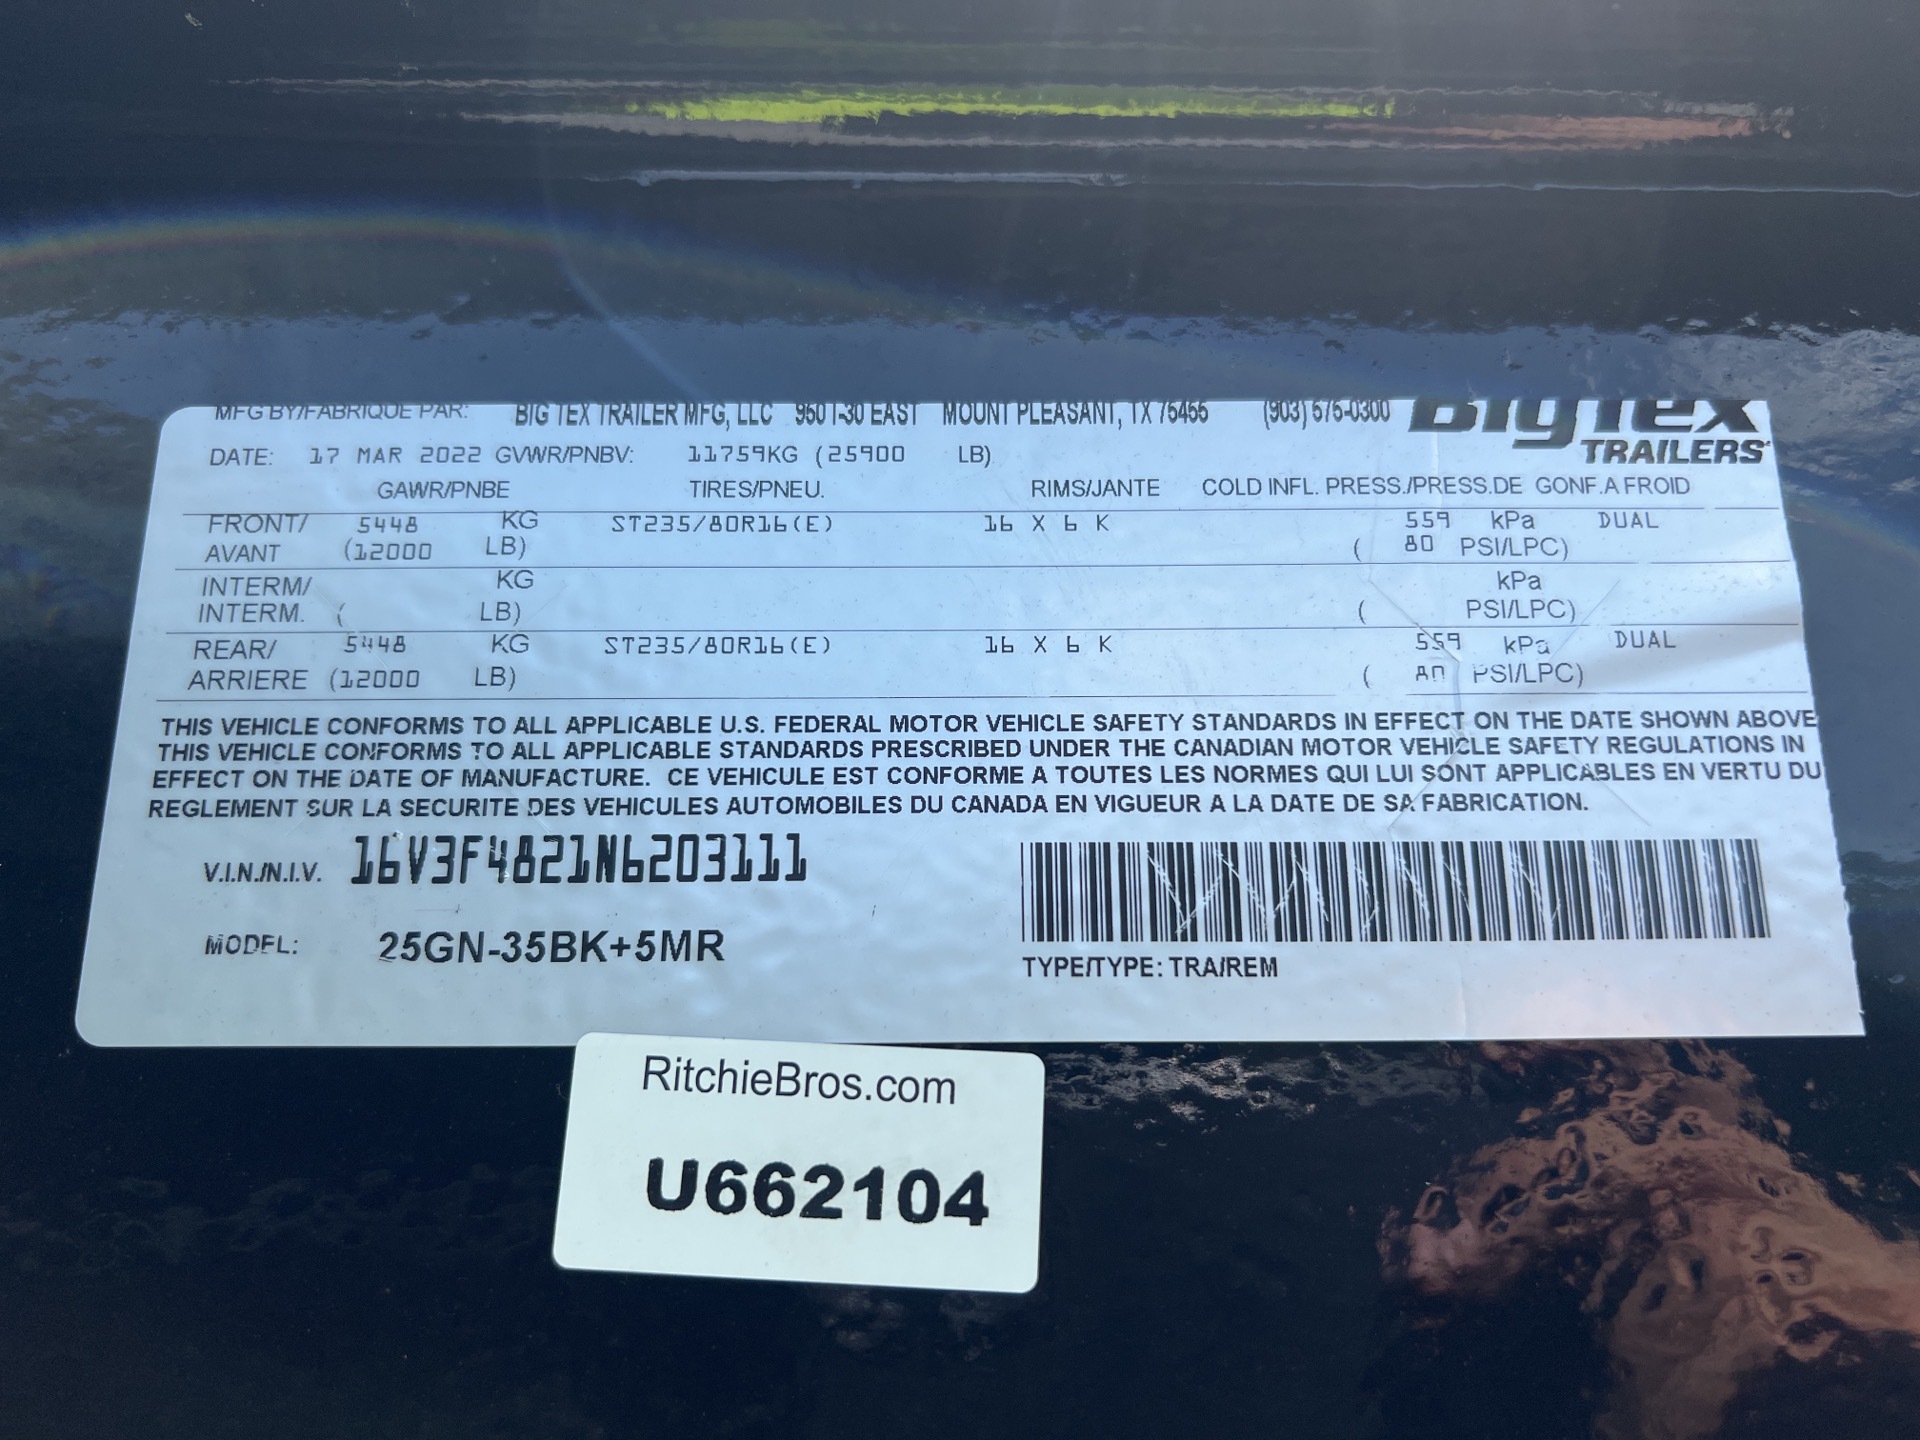 MFG BY/FABRIQUE PAR: BIG TEX TRAILER MFG, LLC 950 I-30 EAST MOUNT PLEASANT, TX 75455 (903) 575-0300 BigTex
TRAILERS
DATE: 17 MAR 2022 GVWR/PNBV: 11759KG (25900 LB)
GAWR/PNBE TIRES/PNEU. RIMS/JANTE COLD INFL. PRESS./PRESS.DE GONF.A FROID
FRONT/ 5448 KG ST235/80R16(E) 16 X 6 K 559 kPa DUAL
AVANT (12000 LB) ( 80 PSI/LPC)
INTERM/ KG kPa
INTERM. ( LB) ( PSI/LPC)
REAR/ 5448 KG ST235/80R16(E) 16 X 6 K 559 kPa DUAL
ARRIERE (12000 LB) ( 80 PSI/LPC)
THIS VEHICLE CONFORMS TO ALL APPLICABLE U.S. FEDERAL MOTOR VEHICLE SAFETY STANDARDS IN EFFECT ON THE DATE SHOWN ABOVE
THIS VEHICLE CONFORMS TO ALL APPLICABLE STANDARDS PRESCRIBED UNDER THE CANADIAN MOTOR VEHICLE SAFETY REGULATIONS IN
EFFECT ON THE DATE OF MANUFACTURE. CE VEHICULE EST CONFORME A TOUTES LES NORMES QUI LUI SONT APPLICABLES EN VERTU DU
REGLEMENT SUR LA SECURITE DES VEHICULES AUTOMOBILES DU CANADA EN VIGUEUR A LA DATE DE SA FABRICATION.
V.I.N./N.I.V. 16V3F4821N6203111
MODEL: 25GN-35BK+5MR
TYPE/TYPE: TRA/REM
RitchieBros.com
U662104